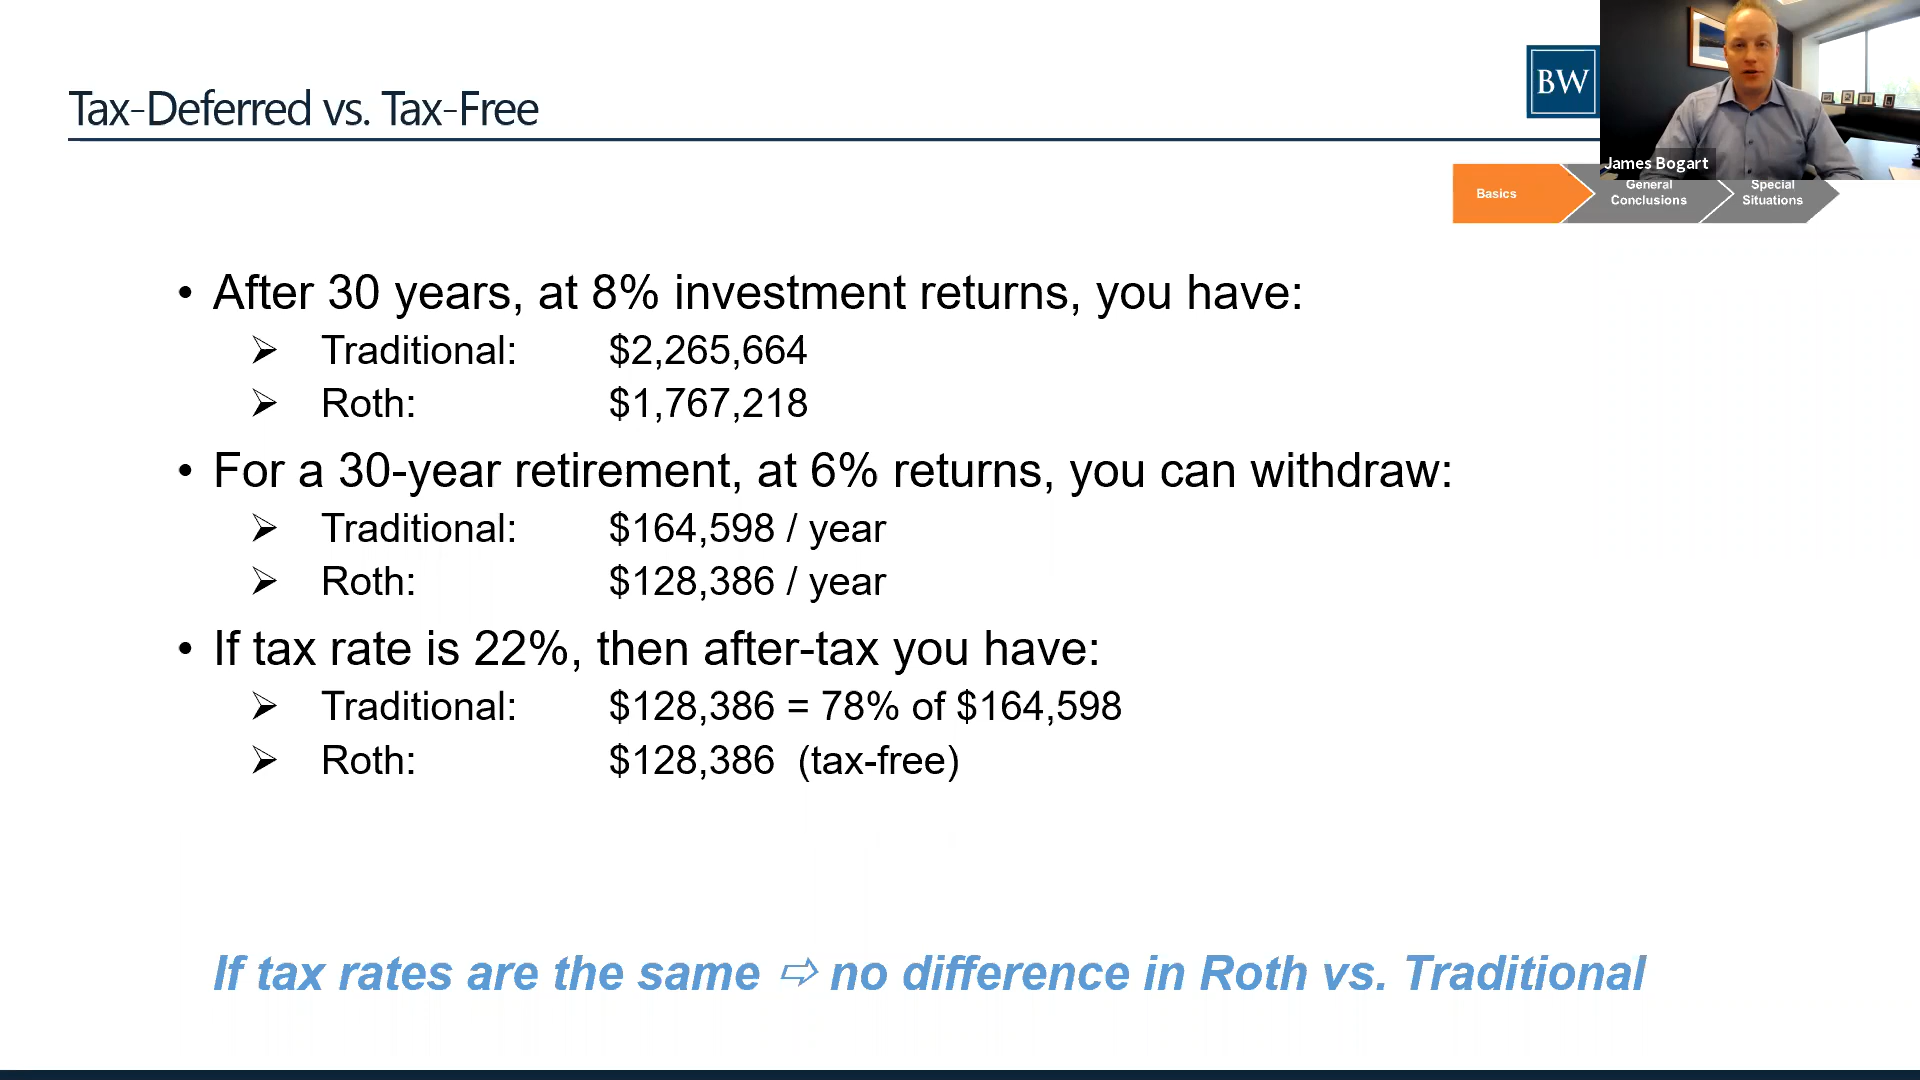 Tax-Deferred vs. Tax-Free
BW
James Bogart
Basics
General
Conclusions
Special
Situations
• After 30 years, at 8% investment returns, you have:
➢ Traditional: $2,265,664
➢ Roth: $1,767,218
• For a 30-year retirement, at 6% returns, you can withdraw:
➢ Traditional: $164,598 / year
➢ Roth: $128,386 / year
• If tax rate is 22%, then after-tax you have:
➢ Traditional: $128,386 = 78% of $164,598
➢ Roth: $128,386 (tax-free)
If tax rates are the same ⇨ no difference in Roth vs. Traditional